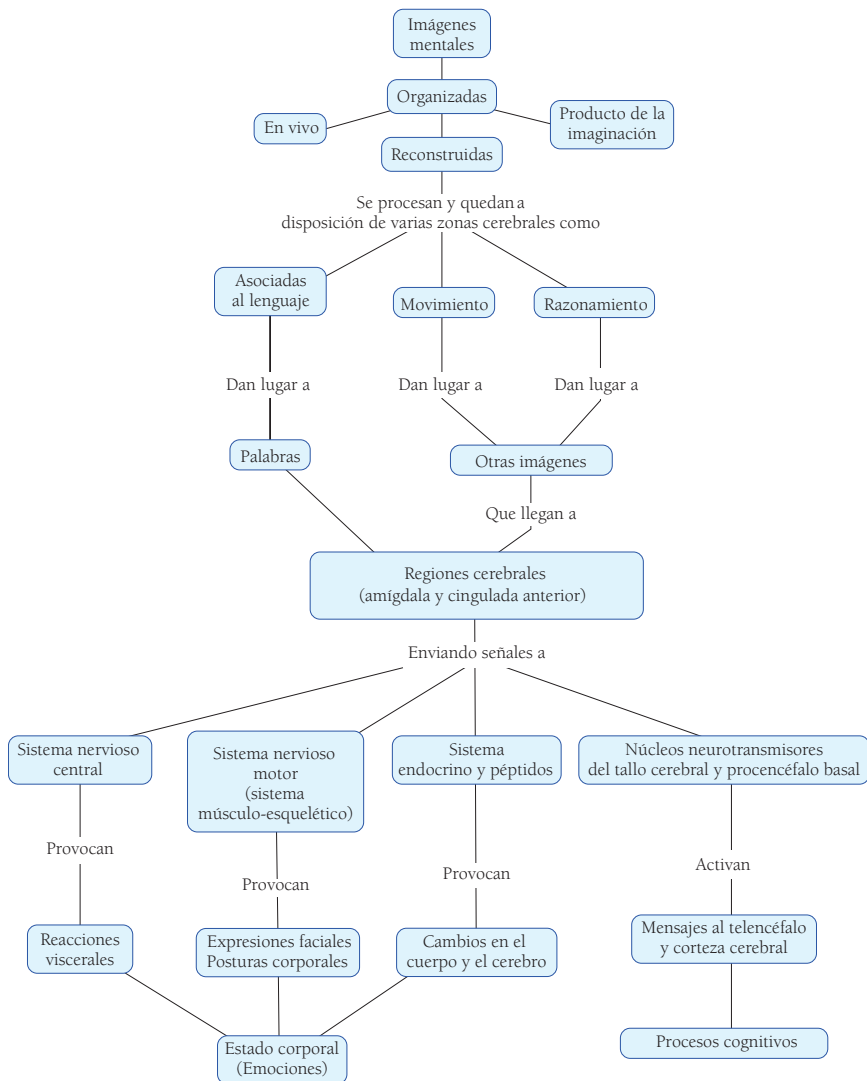 Imágenes
mentales
Organizadas
En vivo
Producto de la
imaginación
Reconstruidas
Se procesan y quedan a
disposición de varias zonas cerebrales como
Asociadas
al lenguaje
Movimiento
Razonamiento
Dan lugar a
Dan lugar a
Dan lugar a
Palabras
Otras imágenes
Que llegan a
Regiones cerebrales
(amígdala y cingulada anterior)
Enviando señales a
Sistema nervioso
central
Sistema nervioso
motor
(sistema
músculo-esquelético)
Sistema
endocrino y péptidos
Núcleos neurotransmisores
del tallo cerebral y procencéfalo basal
Provocan
Provocan
Provocan
Activan
Reacciones
viscerales
Expresiones faciales
Posturas corporales
Cambios en el
cuerpo y el cerebro
Mensajes al telencéfalo
y corteza cerebral
Estado corporal
(Emociones)
Procesos cognitivos